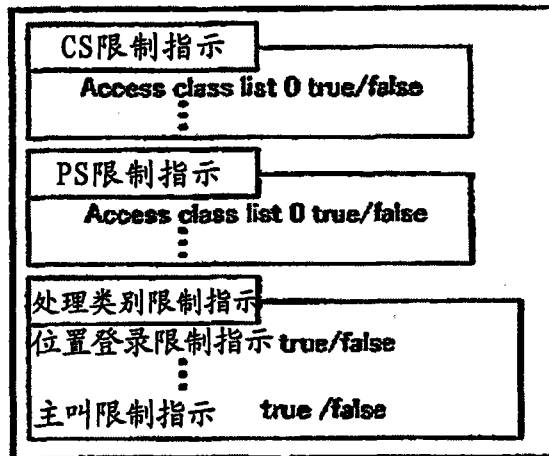 CS限制指示
Access class list 0 true/false
PS限制指示
Access class list 0 true/false
处理类别限制指示
位置登录限制指示 true/false
主叫限制指示 true /false